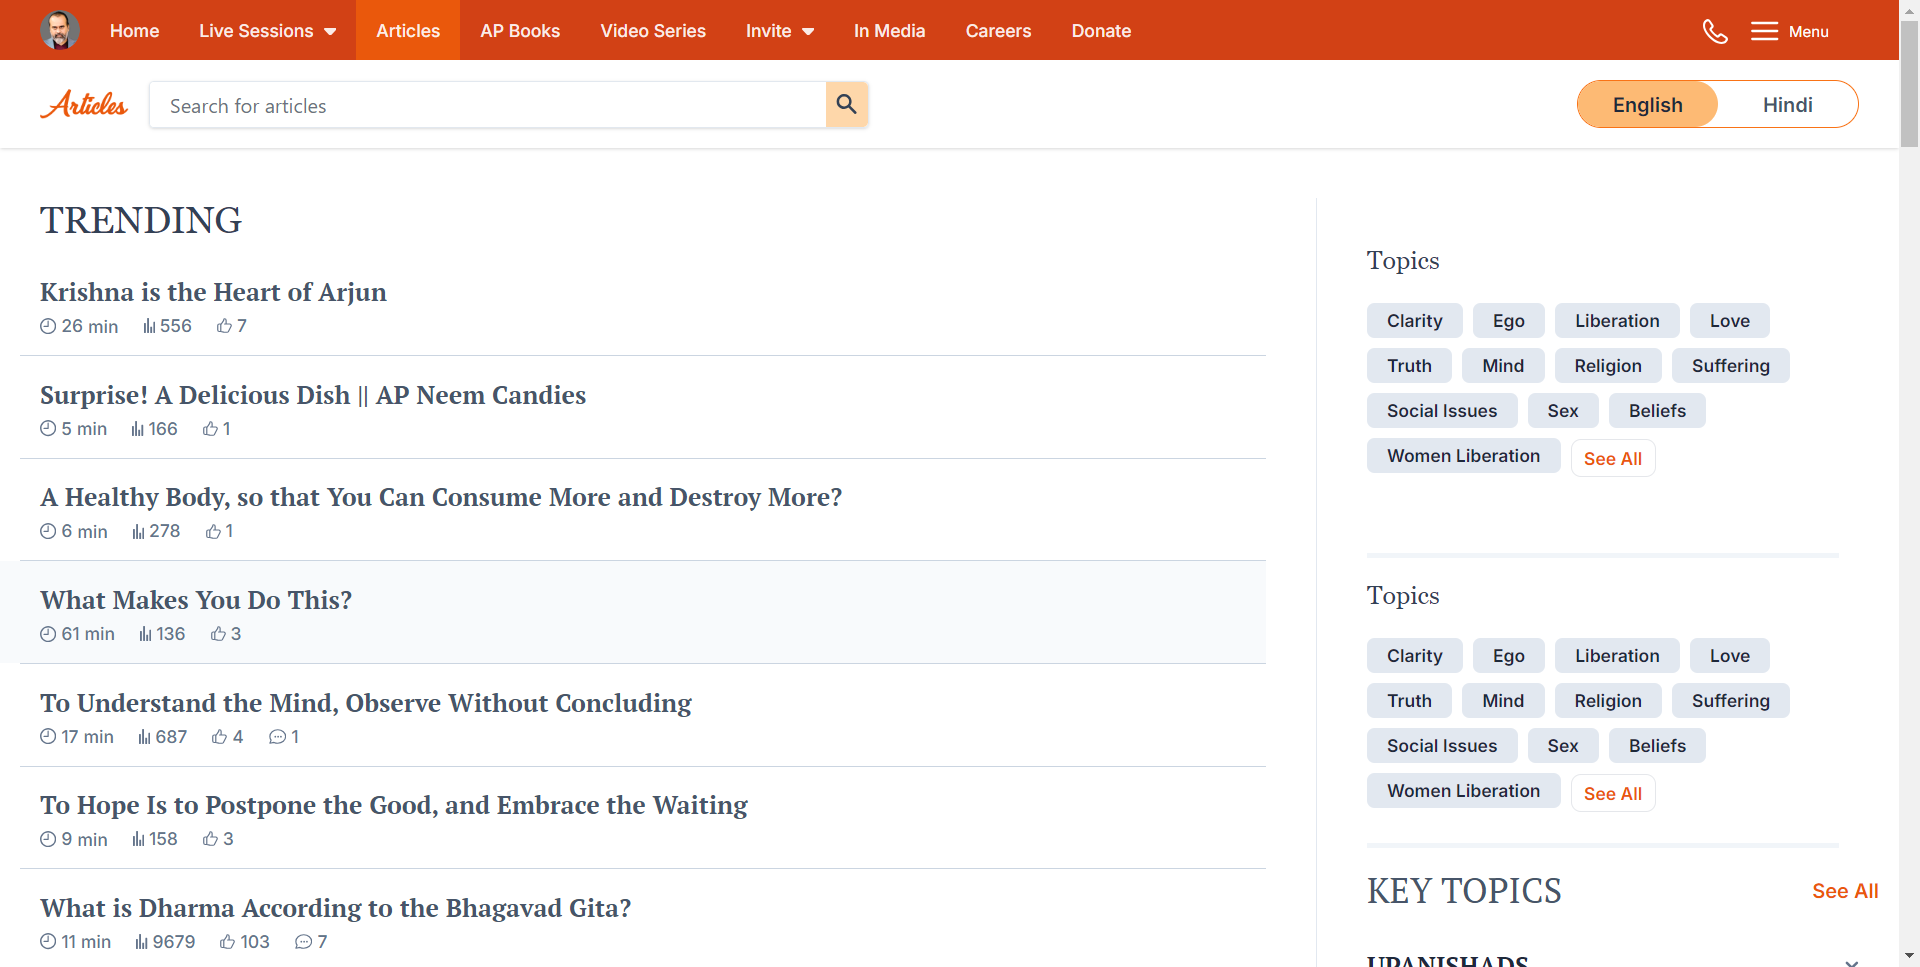 Home Live Sessions Articles AP Books Video Series Invite In Media Careers Donate Menu
Articles Search for articles English Hindi
TRENDING
Krishna is the Heart of Arjun
26 min 556 7
Surprise! A Delicious Dish || AP Neem Candies
5 min 166 1
A Healthy Body, so that You Can Consume More and Destroy More?
6 min 278 1
What Makes You Do This?
61 min 136 3
To Understand the Mind, Observe Without Concluding
17 min 687 4 1
To Hope Is to Postpone the Good, and Embrace the Waiting
9 min 158 3
What is Dharma According to the Bhagavad Gita?
11 min 9679 103 7
Topics
Clarity Ego Liberation Love
Truth Mind Religion Suffering
Social Issues Sex Beliefs
Women Liberation See All
Topics
Clarity Ego Liberation Love
Truth Mind Religion Suffering
Social Issues Sex Beliefs
Women Liberation See All
KEY TOPICS See All
UPANISHADS